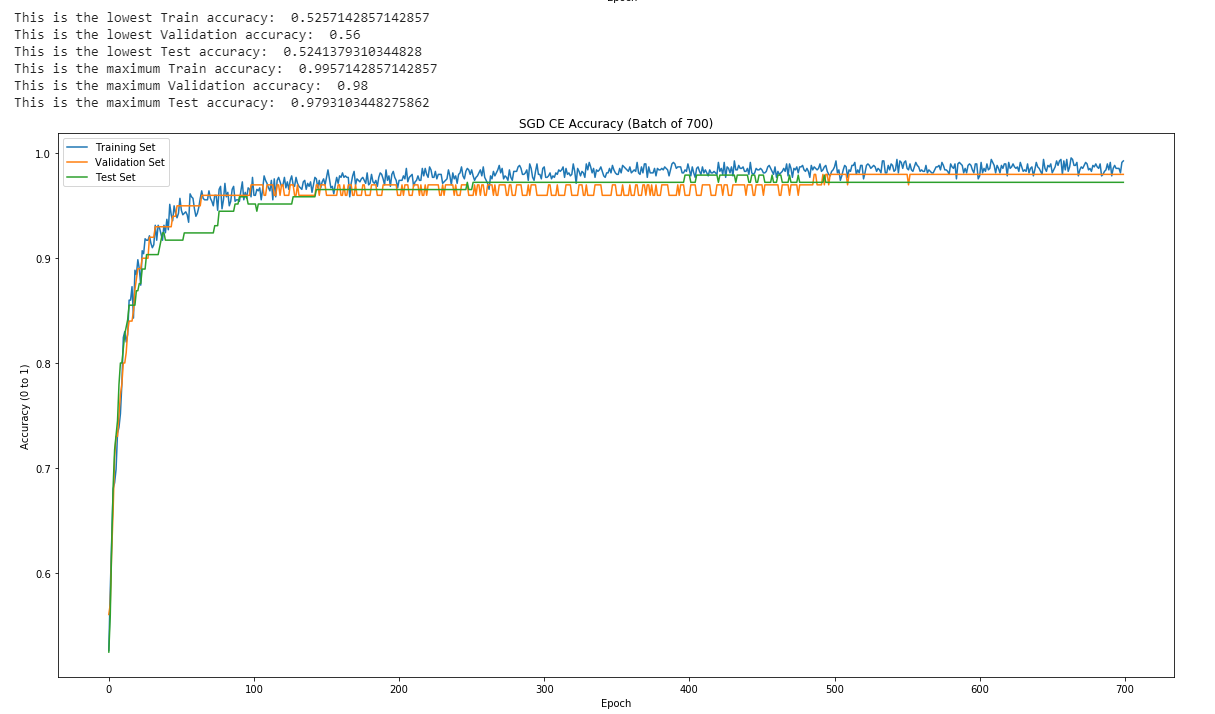 Epoch
This is the lowest Train accuracy:  0.5257142857142857
This is the lowest Validation accuracy:  0.56
This is the lowest Test accuracy:  0.5241379310344828
This is the maximum Train accuracy:  0.9957142857142857
This is the maximum Validation accuracy:  0.98
This is the maximum Test accuracy:  0.9793103448275862
SGD CE Accuracy (Batch of 700)
Training Set
Validation Set
Test Set
1.0
0.9
0.8
0.7
0.6
Accuracy (0 to 1)
0 100 200 300 400 500 600 700
Epoch